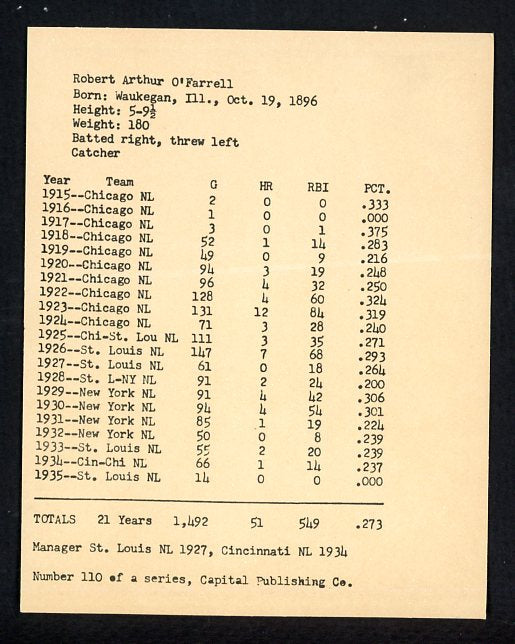 Robert Arthur O'Farrell
Born: Waukegan, Ill., Oct. 19, 1896
Height: 5-9½
Weight: 180
Batted right, threw left
Catcher
Year Team G HR RBI PCT.
1915--Chicago NL 2 0 0 .333
1916--Chicago NL 1 0 0 .000
1917--Chicago NL 3 0 1 .375
1918--Chicago NL 52 1 14 .283
1919--Chicago NL 49 0 9 .216
1920--Chicago NL 94 3 19 .248
1921--Chicago NL 96 4 32 .250
1922--Chicago NL 128 4 60 .324
1923--Chicago NL 131 12 84 .319
1924--Chicago NL 71 3 28 .240
1925--Chi-St. Lou NL 111 3 35 .271
1926--St. Louis NL 147 7 68 .293
1927--St. Louis NL 61 0 18 .264
1928--St. L-NY NL 91 2 24 .200
1929--New York NL 91 4 42 .306
1930--New York NL 94 4 54 .301
1931--New York NL 85 1 19 .224
1932--New York NL 50 0 8 .239
1933--St. Louis NL 55 2 20 .239
1934--Cin-Chi NL 66 1 14 .237
1935--St. Louis NL 14 0 0 .000
TOTALS 21 Years 1,492 51 549 .273
Manager St. Louis NL 1927, Cincinnati NL 1934
Number 110 of a series, Capital Publishing Co.